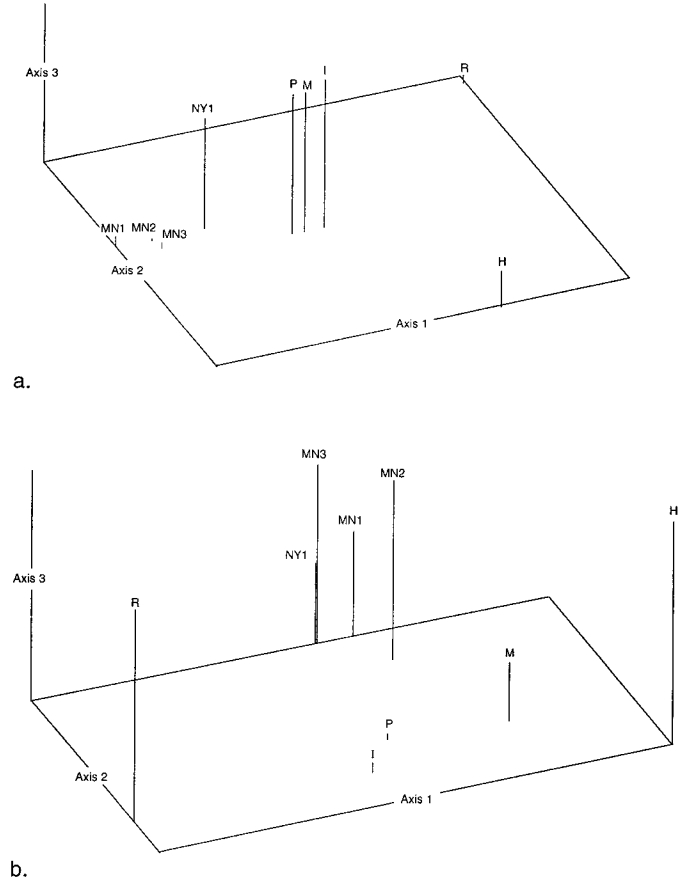 I
R
Axis 3
P M
NY1
MN1 MN2 MN3
H
Axis 2
Axis 1
a.
MN3
MN2
H
MN1
NY1
Axis 3
R
M
P
I
Axis 2
Axis 1
b.